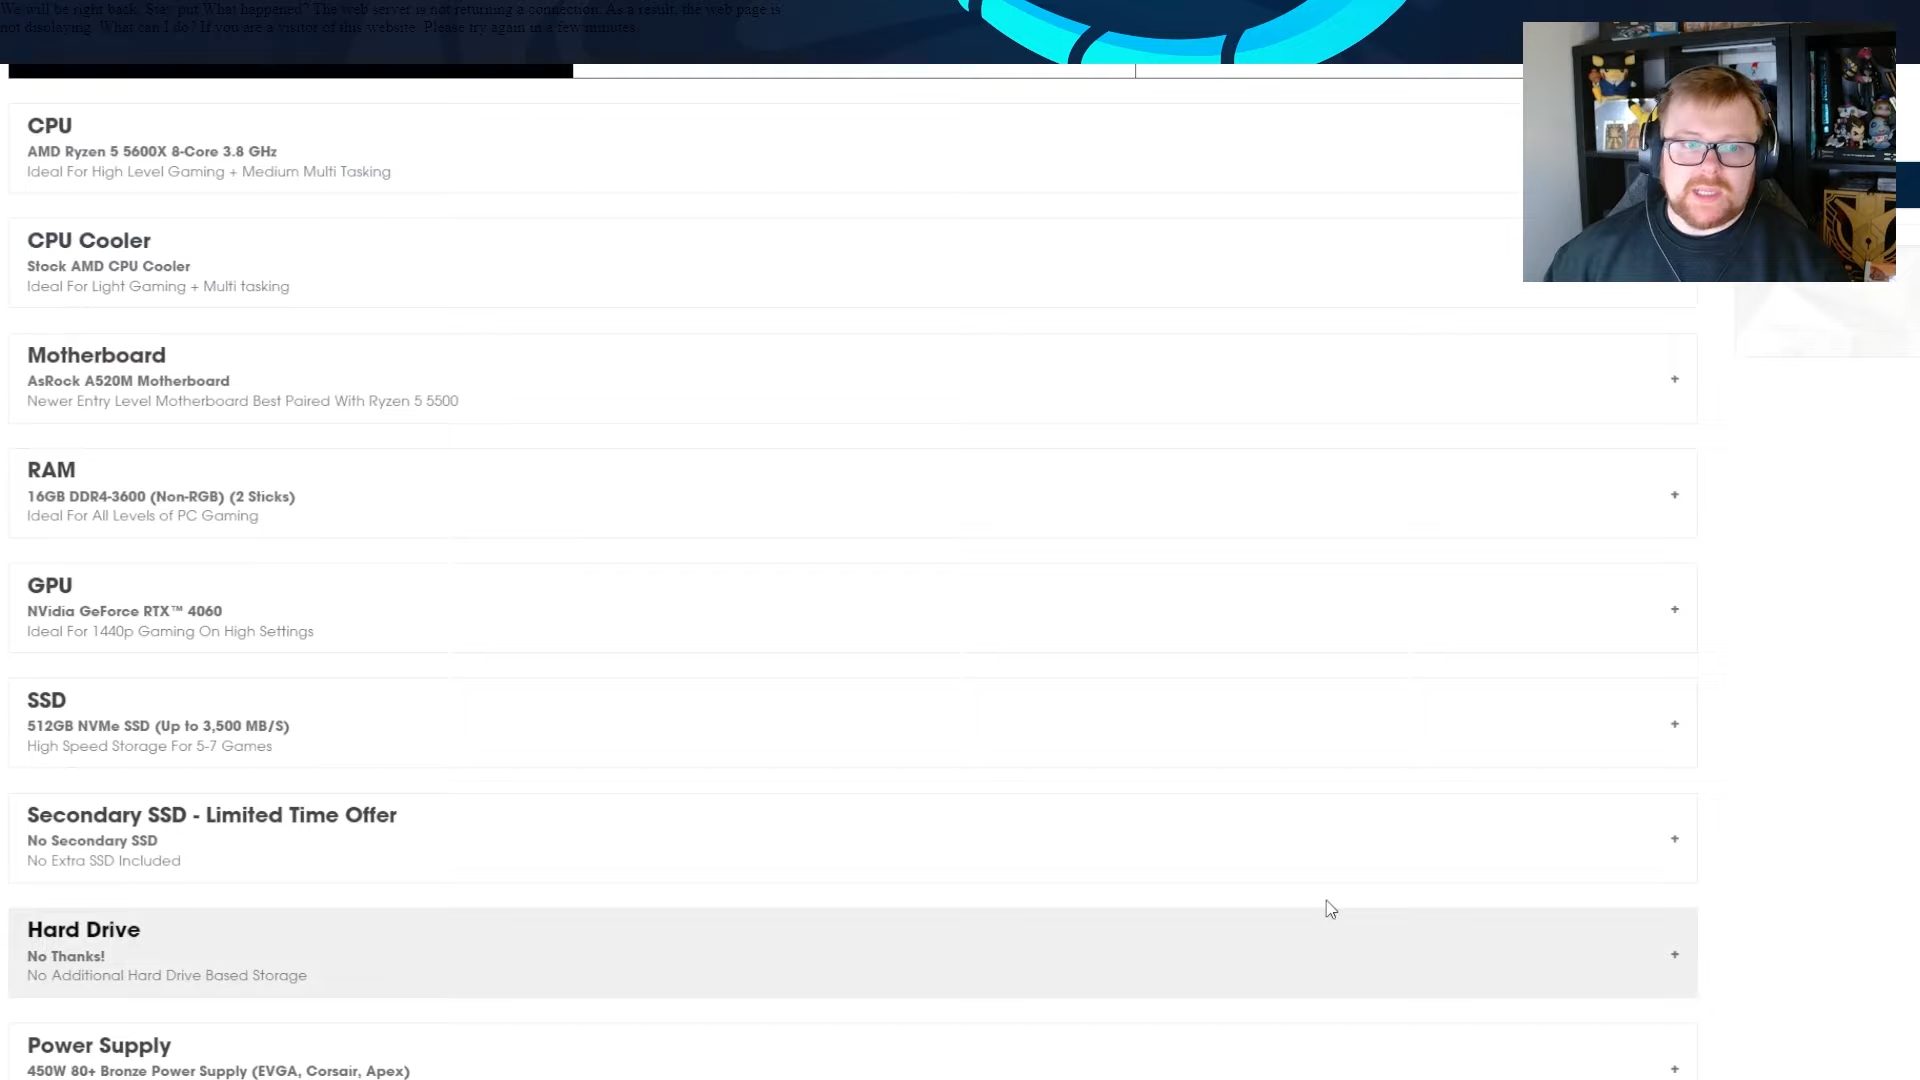 We will be right back. Stay put What happened? The web server is not returning a connection. As a result, the web page is
not displaying. What can I do? If you are a visitor of this website. Please try again in a few minutes.
CPU
AMD Ryzen 5 5600X 8-Core 3.8 GHz
Ideal For High Level Gaming + Medium Multi Tasking
CPU Cooler
Stock AMD CPU Cooler
Ideal For Light Gaming + Multi tasking
Motherboard
AsRock A520M Motherboard
Newer Entry Level Motherboard Best Paired With Ryzen 5 5500
+
RAM
16GB DDR4-3600 (Non-RGB) (2 Sticks)
Ideal For All Levels of PC Gaming
+
GPU
NVidia GeForce RTX™ 4060
Ideal For 1440p Gaming On High Settings
+
SSD
512GB NVMe SSD (Up to 3,500 MB/S)
High Speed Storage For 5-7 Games
+
Secondary SSD - Limited Time Offer
No Secondary SSD
No Extra SSD Included
+
Hard Drive
No Thanks!
No Additional Hard Drive Based Storage
+
Power Supply
450W 80+ Bronze Power Supply (EVGA, Corsair, Apex)
+